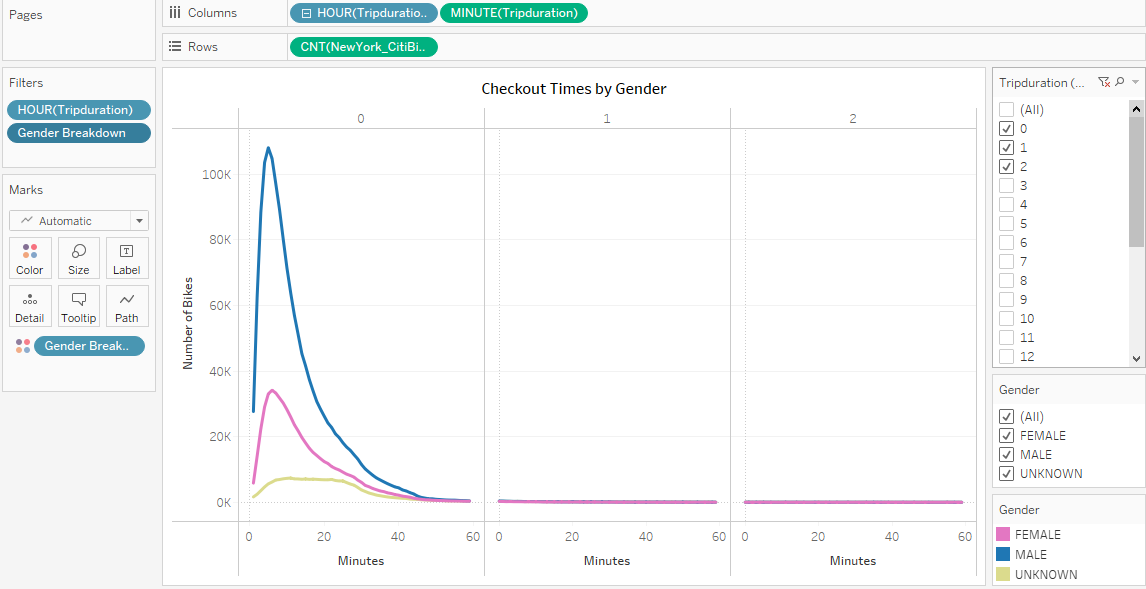 Pages
Columns
HOUR(Tripduratio..
MINUTE(Tripduration)
Rows
CNT(NewYork_CitiBi..
Filters
HOUR(Tripduration)
Gender Breakdown
Marks
Automatic
Color
Size
Label
Detail
Tooltip
Path
Gender Break..
Checkout Times by Gender
0
1
2
Number of Bikes
100K
80K
60K
40K
20K
0K
0 20 40 60
0 20 40 60
0 20 40 60
Minutes
Minutes
Minutes
Tripduration (...
(All)
0
1
2
3
4
5
6
7
8
9
10
11
12
Gender
(All)
FEMALE
MALE
UNKNOWN
Gender
FEMALE
MALE
UNKNOWN